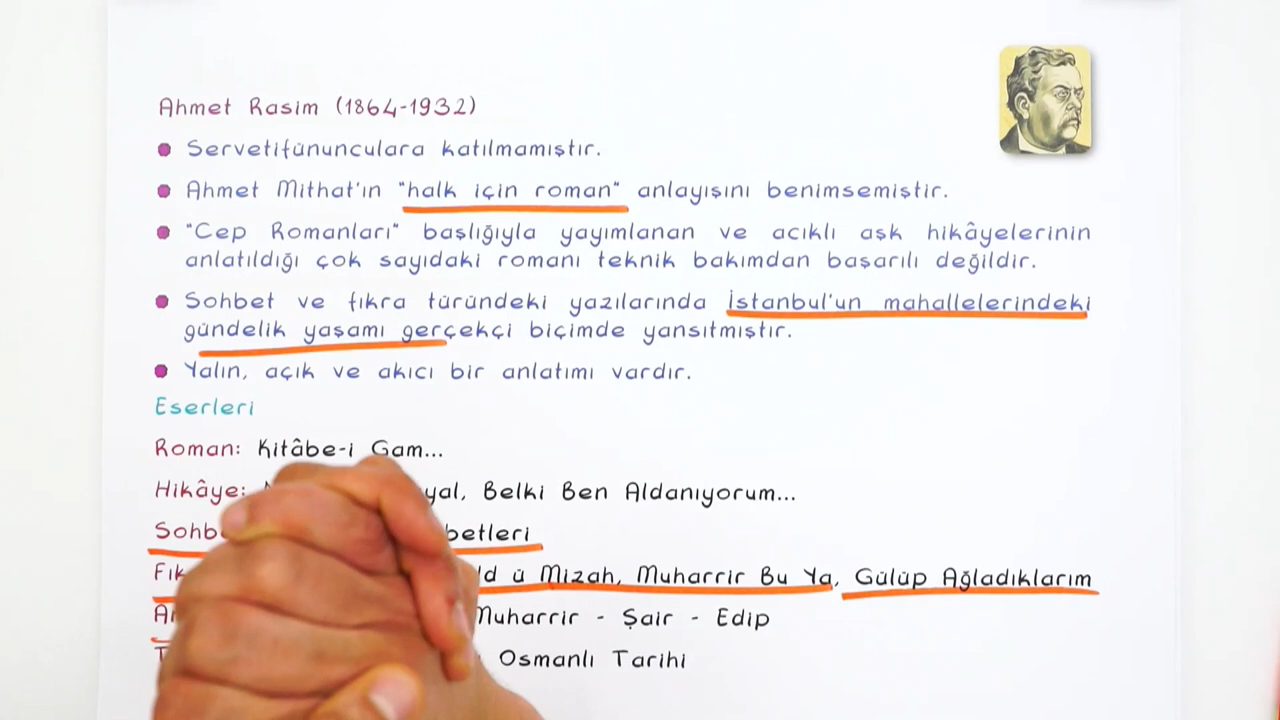 Ahmet Rasim (1864-1932)
Servetifünunculara katılmamıştır.
Ahmet Mithat'ın "halk için roman" anlayışını benimsemiştir.
"Cep Romanları" başlığıyla yayımlanan ve acıklı aşk hikâyelerinin
anlatıldığı çok sayıdaki romanı teknik bakımdan başarılı değildir.
Sohbet ve fıkra türündeki yazılarında İstanbul'un mahallelerindeki
gündelik yaşamı gerçekçi biçimde yansıtmıştır.
Yalın, açık ve akıcı bir anlatımı vardır.
Eserleri
Roman: Kitâbe-i Gam...
Hikâye: Belki Ben Aldanıyorum...
ü Mizah, Muharrir Bu Ya, Gülüp Ağladıklarım
Muharrir - Şair - Edip
Osmanlı Tarihi